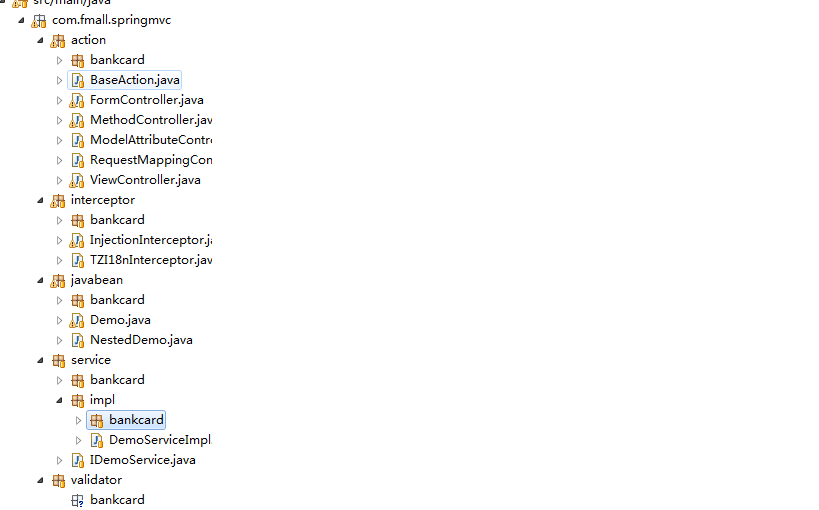 src/main/java
com.fmall.springmvc
action
bankcard
BaseAction.java
FormController.java
MethodController.jav
ModelAttributeContr
RequestMappingCon
ViewController.java
interceptor
bankcard
InjectionInterceptor.ja
TZI18nInterceptor.jav
javabean
bankcard
Demo.java
NestedDemo.java
service
bankcard
impl
bankcard
DemoServiceImpl
IDemoService.java
validator
bankcard